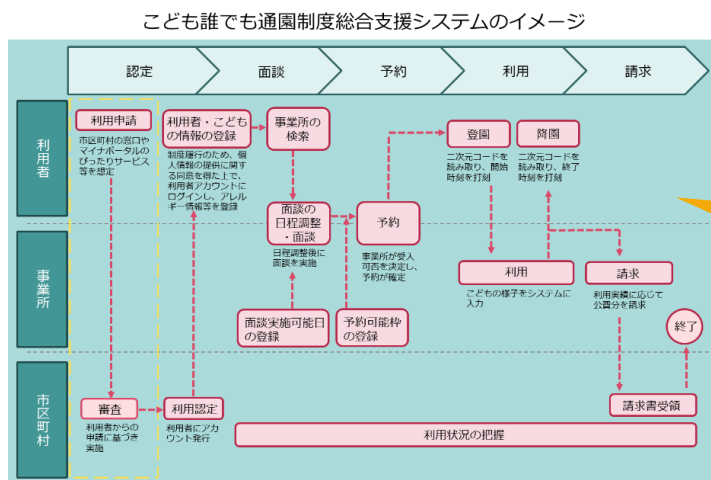 こども誰でも通園制度総合支援システムのイメージ
認定
面談
予約
利用
請求
利用者
利用申請
市区町村の窓口や
マイナポータルの
ぴったりサービス
等を想定
利用者・こども
の情報の登録
制度履行のため、個
人情報の提供に関す
る同意を得た上で、
利用者アカウントに
ログインし、アレル
ギー情報等を登録
事業所の
検索
登園
二次元コードを
読み取り、開始
時刻を打刻
降園
二次元コードを
読み取り、終了
時刻を打刻
面談の
日程調整
・面談
日程調整後に
面談を実施
予約
事業所が受入
可否を決定し、
予約が確定
事業所
利用
こどもの様子をシステムに
入力
請求
利用実績に応じて
公費分を請求
面談実施可能日
の登録
予約可能枠
の登録
終了
市区町村
審査
利用者からの
申請に基づき
実施
利用認定
利用者にアカ
ウント発行
請求書受領
利用状況の把握